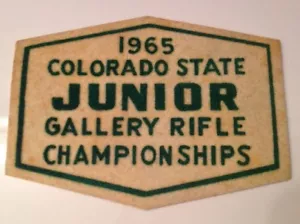 1965
COLORADO STATE
JUNIOR
GALLERY RIFLE
CHAMPIONSHIPS